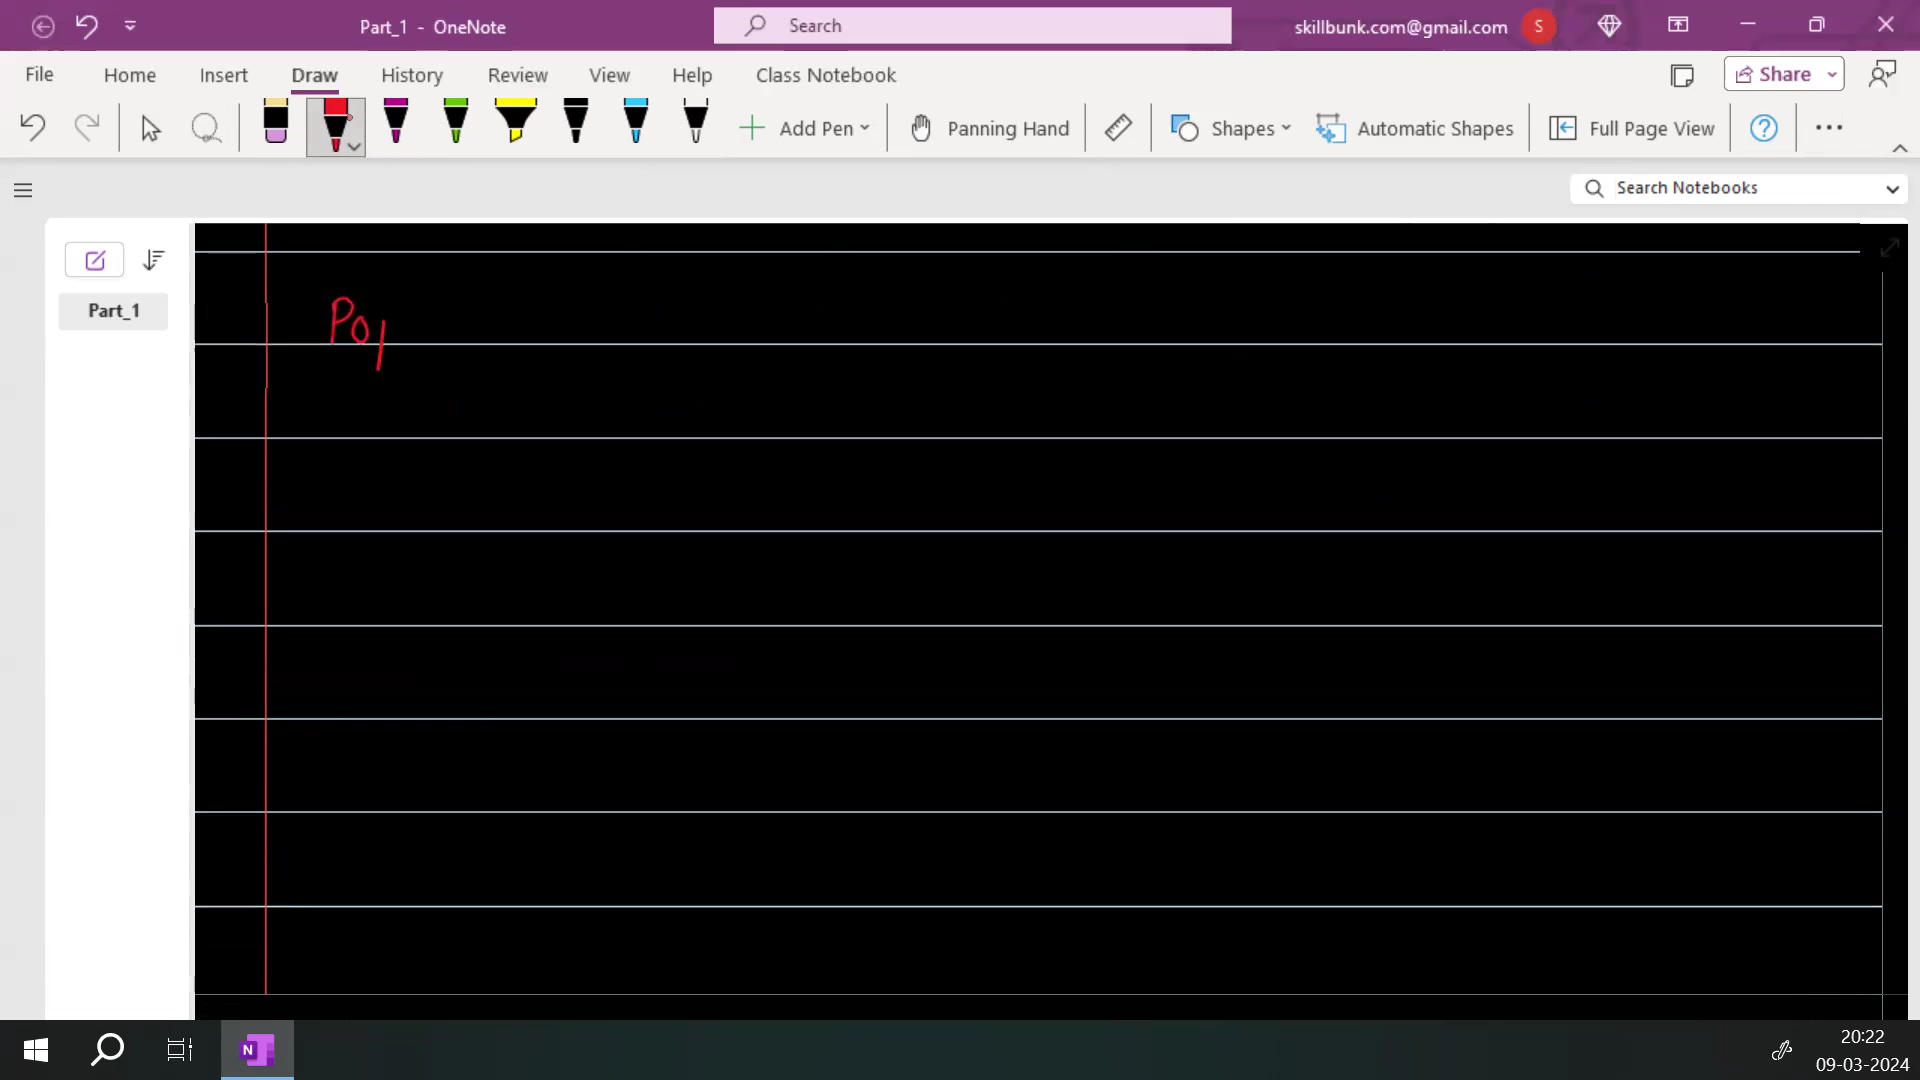 Part_1 - OneNote
Search
skillbunk.com@gmail.com
S
File Home Insert Draw History Review View Help Class Notebook
Share
Add Pen
Panning Hand
Shapes
Automatic Shapes
Full Page View
Search Notebooks
Part_1
Po
N
20:22
09-03-2024